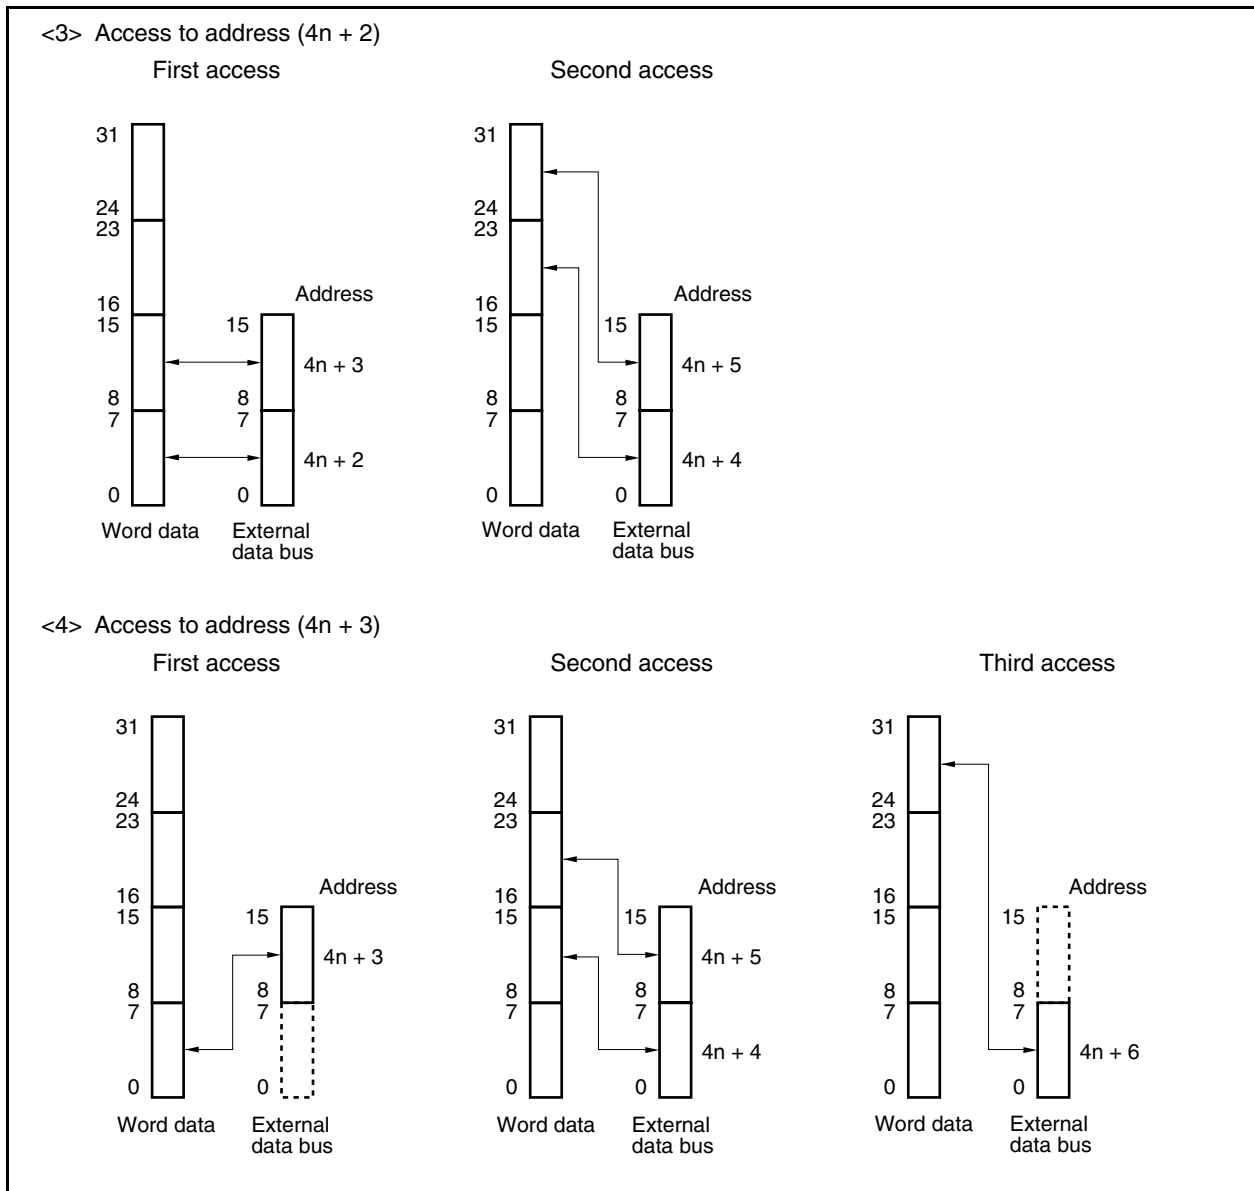 <3> Access to address (4n + 2)
First access
Second access
31
24
23
16
15
8
7
0
Word data
Address
15
8
7
0
4n + 3
4n + 2
External
data bus
31
24
23
16
15
8
7
0
Word data
Address
15
8
7
0
4n + 5
4n + 4
External
data bus
<4> Access to address (4n + 3)
First access
Second access
Third access
31
24
23
16
15
8
7
0
Word data
Address
15
8
7
0
4n + 3
External
data bus
31
24
23
16
15
8
7
0
Word data
Address
15
8
7
0
4n + 5
4n + 4
External
data bus
31
24
23
16
15
8
7
0
Word data
Address
15
8
7
0
4n + 6
External
data bus